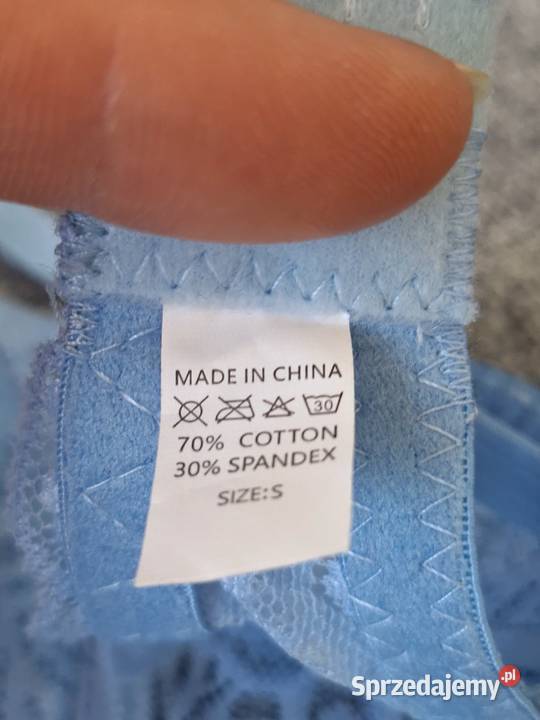 MADE IN CHINA
30
70% COTTON
30% SPANDEX
SIZE:S
Sprzedajemy.pl